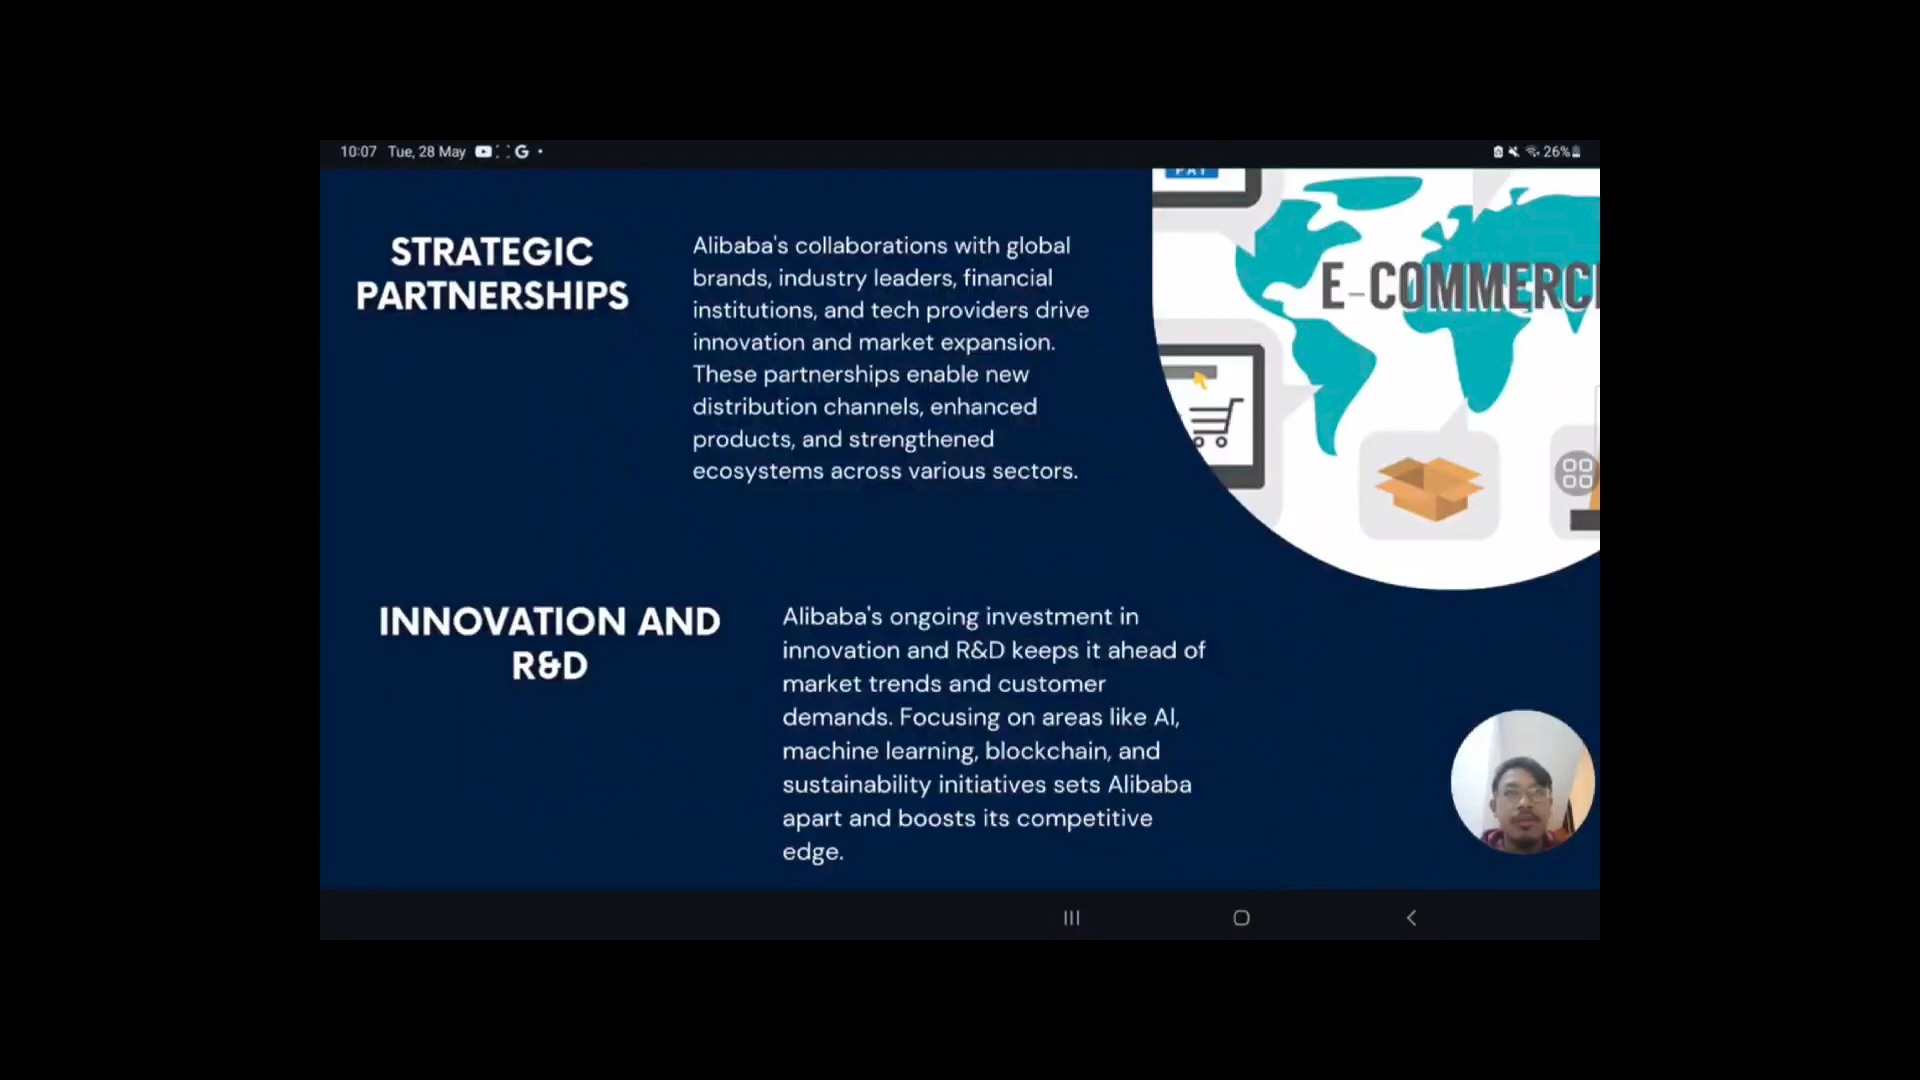 10:07 Tue, 28 May G
26%
PAY
STRATEGIC
PARTNERSHIPS
Alibaba's collaborations with global
brands, industry leaders, financial
institutions, and tech providers drive
innovation and market expansion.
These partnerships enable new
distribution channels, enhanced
products, and strengthened
ecosystems across various sectors.
E-COMMERC
INNOVATION AND
R&D
Alibaba's ongoing investment in
innovation and R&D keeps it ahead of
market trends and customer
demands. Focusing on areas like AI,
machine learning, blockchain, and
sustainability initiatives sets Alibaba
apart and boosts its competitive
edge.